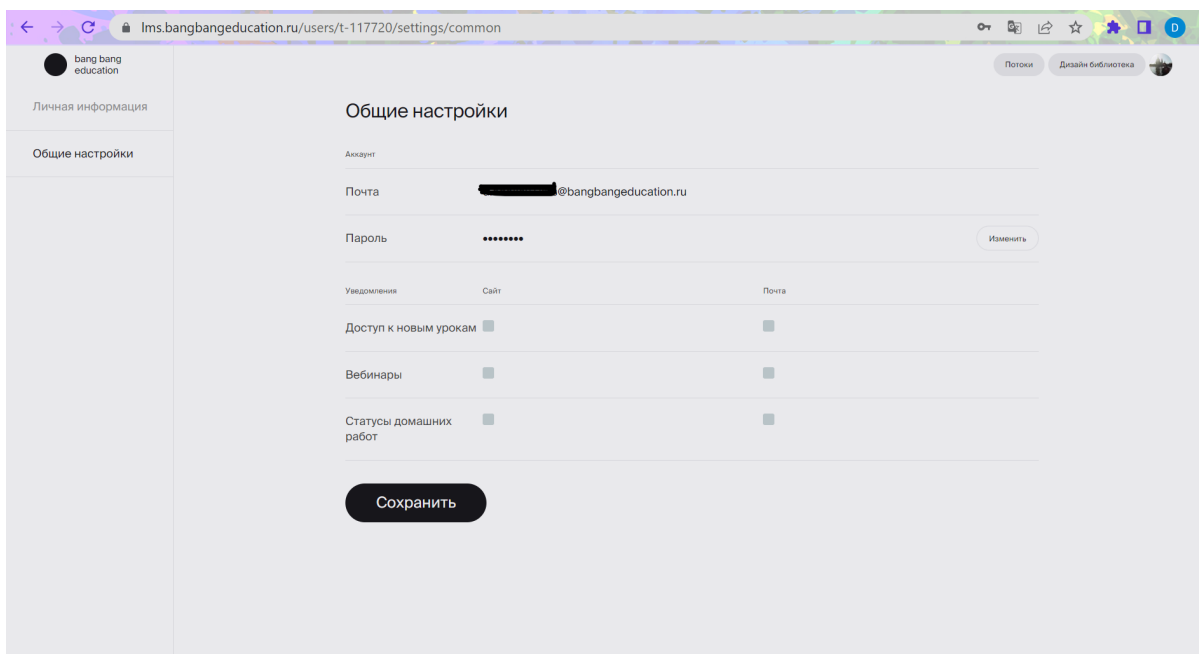 lms.bangbangeducation.ru/users/t-117720/settings/common
D
bang bang
education
Потоки
Дизайн библиотека
Личная информация
Общие настройки
Общие настройки
Аккаунт
Почта @bangbangeducation.ru
Пароль ••••••••
Изменить
Уведомления Сайт Почта
Доступ к новым урокам
Вебинары
Статусы домашних
работ
Сохранить